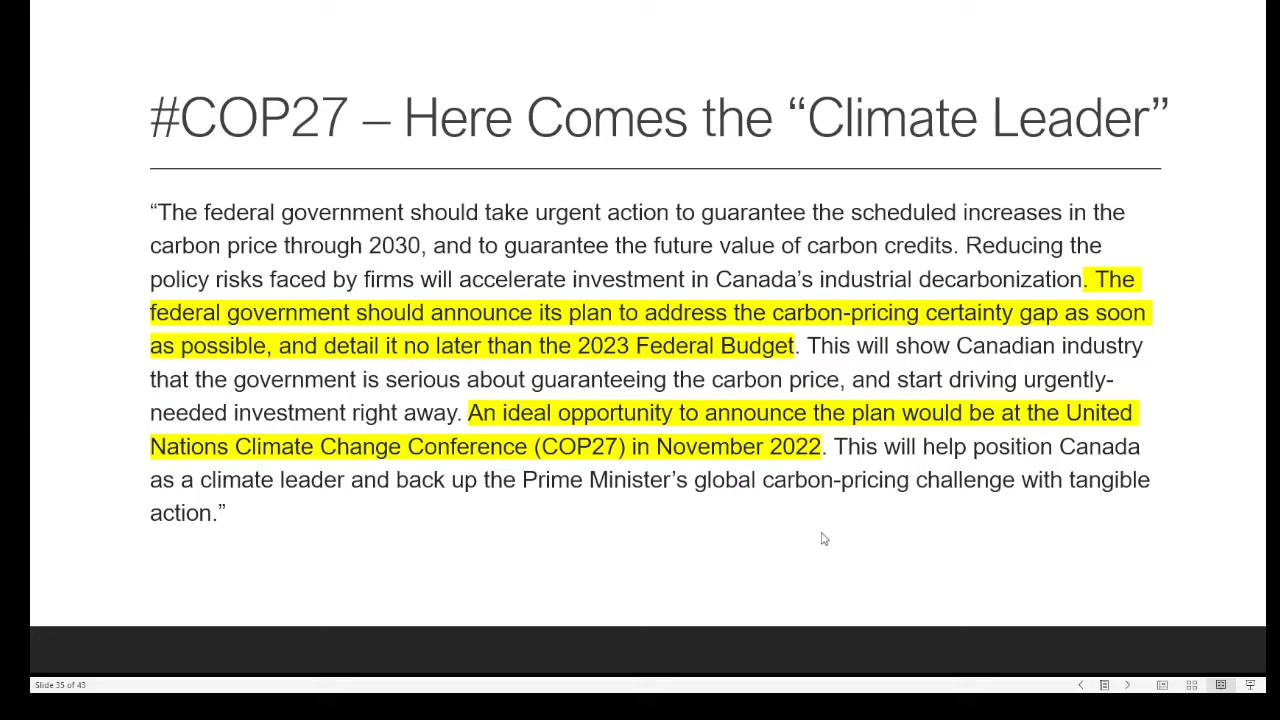 #COP27 – Here Comes the “Climate Leader”
“The federal government should take urgent action to guarantee the scheduled increases in the
carbon price through 2030, and to guarantee the future value of carbon credits. Reducing the
policy risks faced by firms will accelerate investment in Canada’s industrial decarbonization. The
federal government should announce its plan to address the carbon-pricing certainty gap as soon
as possible, and detail it no later than the 2023 Federal Budget. This will show Canadian industry
that the government is serious about guaranteeing the carbon price, and start driving urgently-
needed investment right away. An ideal opportunity to announce the plan would be at the United
Nations Climate Change Conference (COP27) in November 2022. This will help position Canada
as a climate leader and back up the Prime Minister’s global carbon-pricing challenge with tangible
action.”
Slide 35 of 43